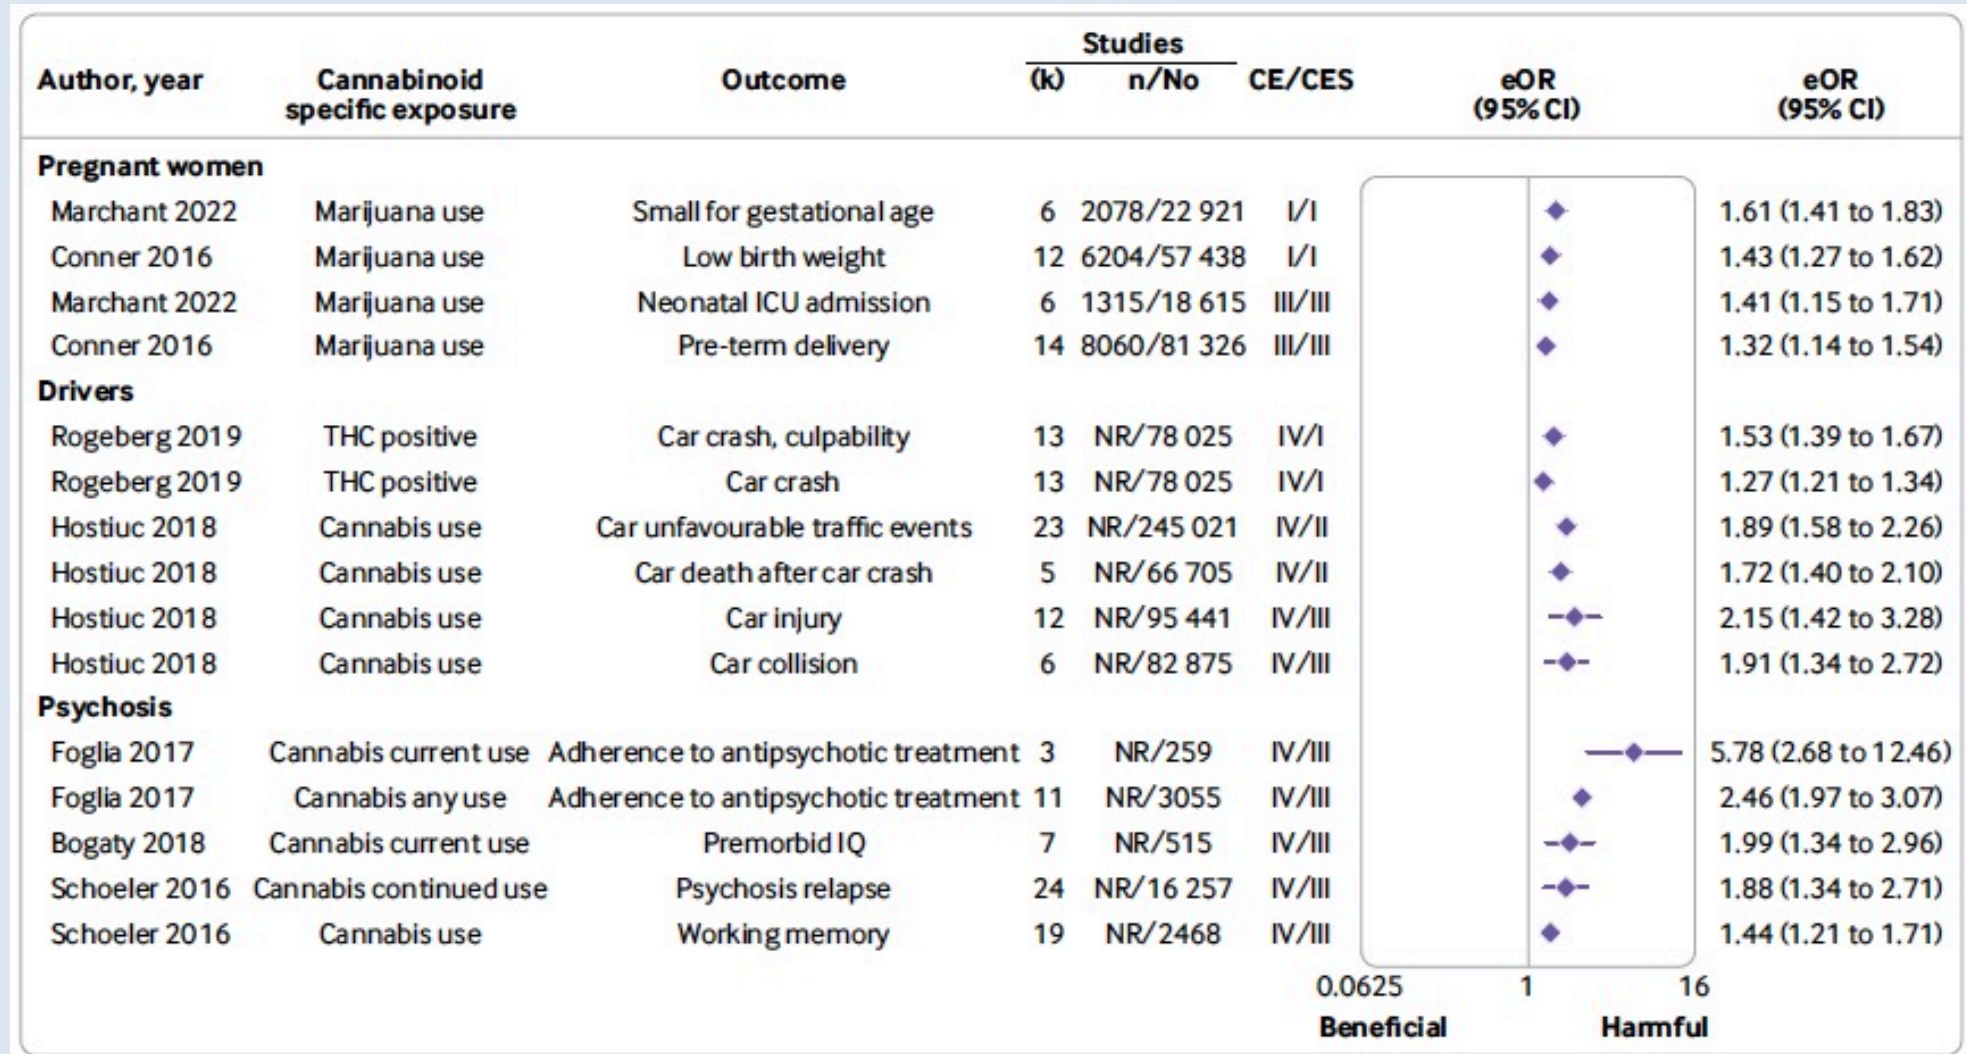 Studies
Author, year Cannabinoid specific exposure Outcome (k) n/No CE/CES eOR (95% CI) eOR (95% CI)
Pregnant women
Marchant 2022 Marijuana use Small for gestational age 6 2078/22 921 I/I 1.61 (1.41 to 1.83)
Conner 2016 Marijuana use Low birth weight 12 6204/57 438 I/I 1.43 (1.27 to 1.62)
Marchant 2022 Marijuana use Neonatal ICU admission 6 1315/18 615 III/III 1.41 (1.15 to 1.71)
Conner 2016 Marijuana use Pre-term delivery 14 8060/81 326 III/III 1.32 (1.14 to 1.54)
Drivers
Rogeberg 2019 THC positive Car crash, culpability 13 NR/78 025 IV/I 1.53 (1.39 to 1.67)
Rogeberg 2019 THC positive Car crash 13 NR/78 025 IV/I 1.27 (1.21 to 1.34)
Hostiuc 2018 Cannabis use Car unfavourable traffic events 23 NR/245 021 IV/II 1.89 (1.58 to 2.26)
Hostiuc 2018 Cannabis use Car death after car crash 5 NR/66 705 IV/II 1.72 (1.40 to 2.10)
Hostiuc 2018 Cannabis use Car injury 12 NR/95 441 IV/III 2.15 (1.42 to 3.28)
Hostiuc 2018 Cannabis use Car collision 6 NR/82 875 IV/III 1.91 (1.34 to 2.72)
Psychosis
Foglia 2017 Cannabis current use Adherence to antipsychotic treatment 3 NR/259 IV/III 5.78 (2.68 to 12.46)
Foglia 2017 Cannabis any use Adherence to antipsychotic treatment 11 NR/3055 IV/III 2.46 (1.97 to 3.07)
Bogaty 2018 Cannabis current use Premorbid IQ 7 NR/515 IV/III 1.99 (1.34 to 2.96)
Schoeler 2016 Cannabis continued use Psychosis relapse 24 NR/16 257 IV/III 1.88 (1.34 to 2.71)
Schoeler 2016 Cannabis use Working memory 19 NR/2468 IV/III 1.44 (1.21 to 1.71)
0.0625 1 16
Beneficial Harmful